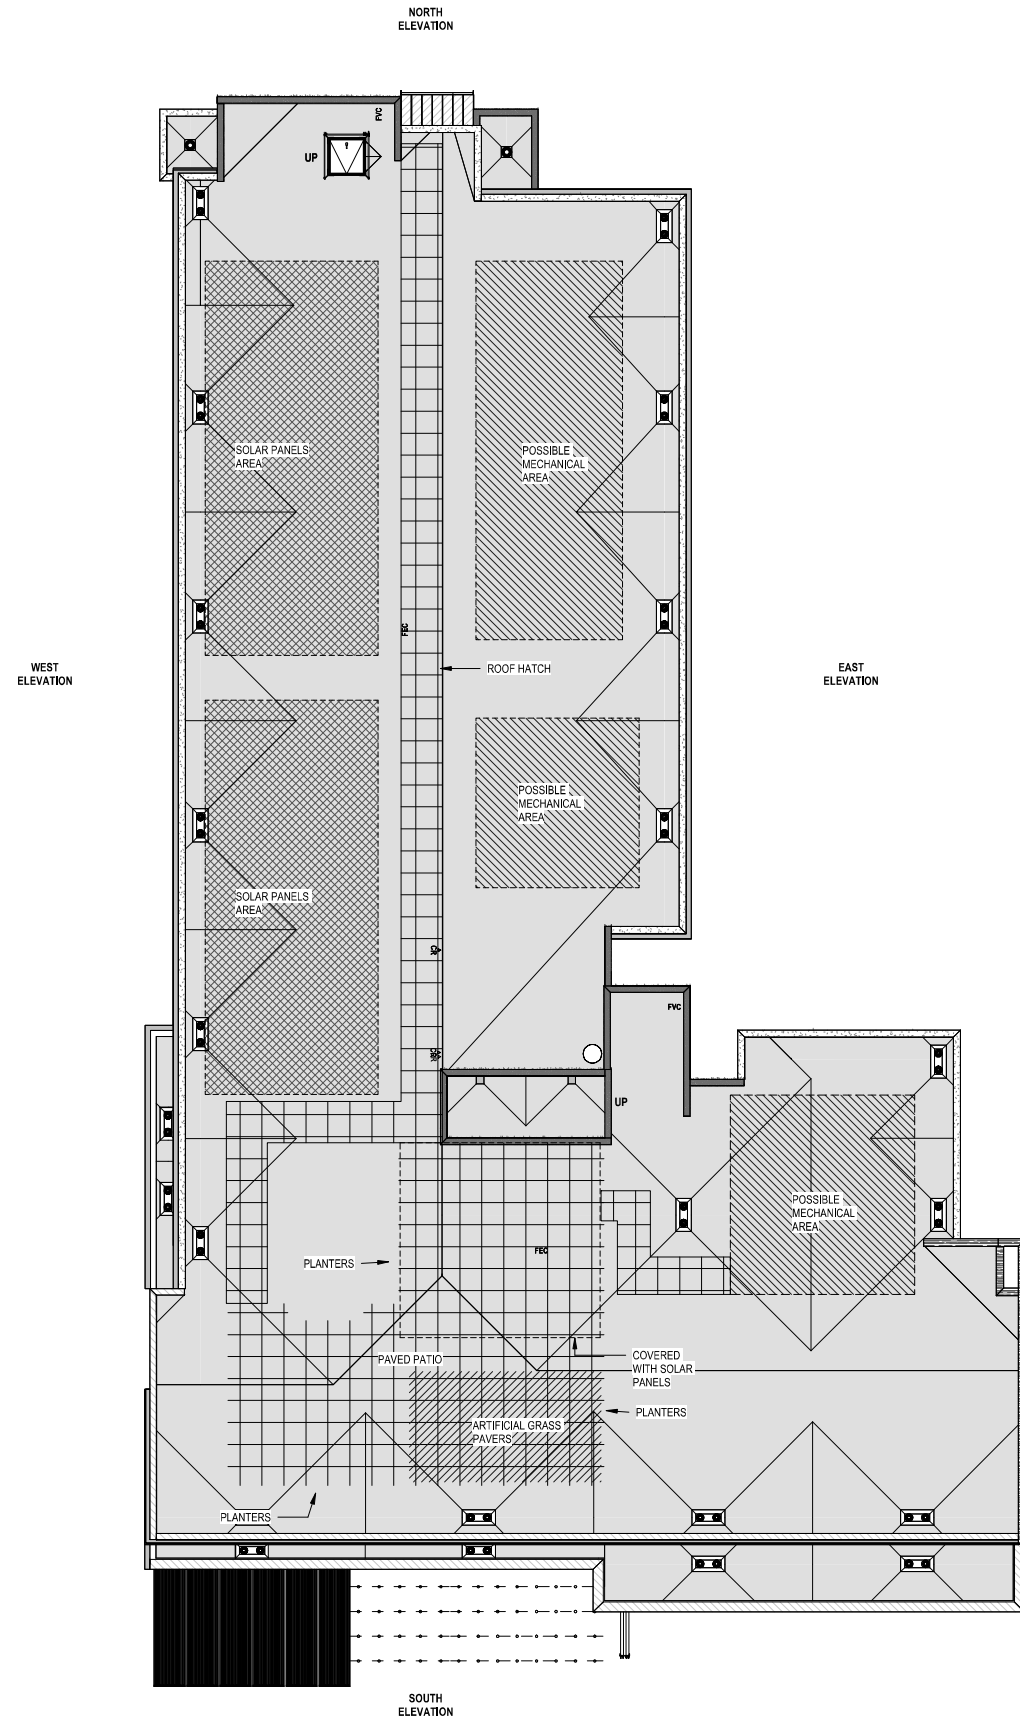 NORTH
ELEVATION
FVC
UP
SOLAR PANELS
AREA
POSSIBLE
MECHANICAL
AREA
FEC
ROOF HATCH
WEST
ELEVATION
EAST
ELEVATION
POSSIBLE
MECHANICAL
AREA
SOLAR PANELS
AREA
CR
FVC
CBR
UP
POSSIBLE
MECHANICAL
AREA
FEC
PLANTERS
PAVED PATIO
COVERED
WITH SOLAR
PANELS
PLANTERS
ARTIFICIAL GRASS
PAVERS
PLANTERS
SOUTH
ELEVATION